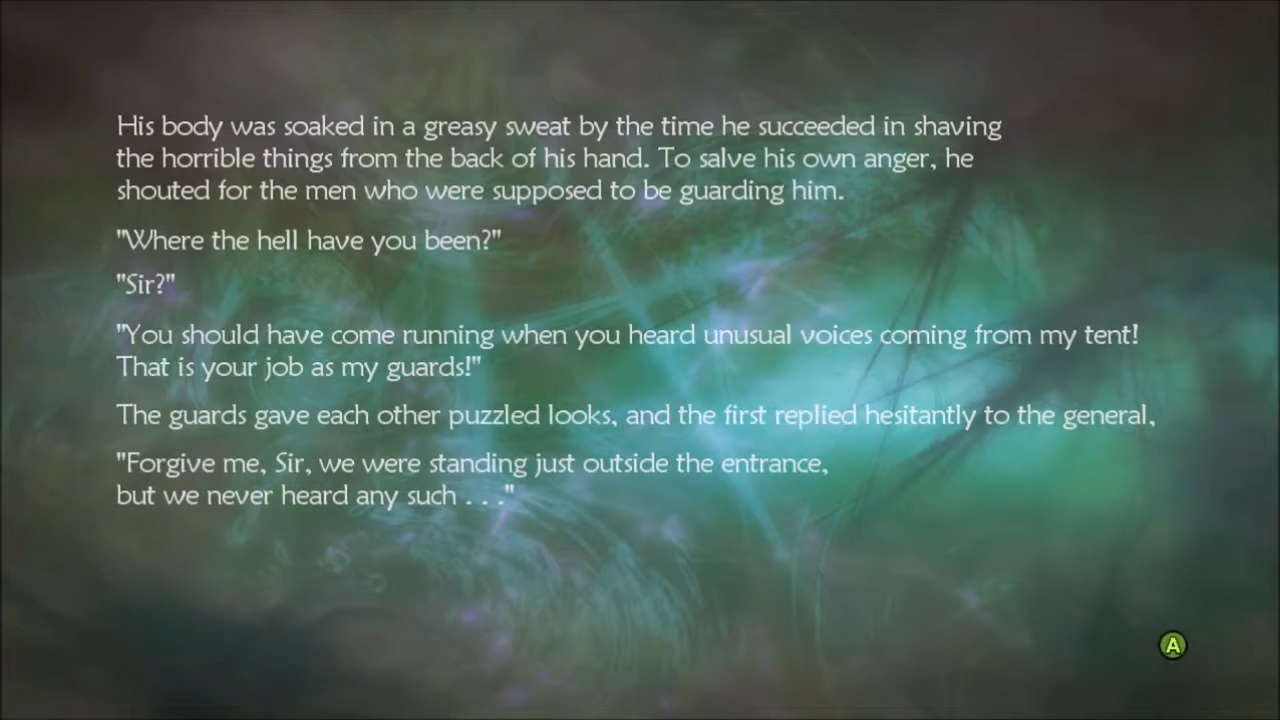 His body was soaked in a greasy sweat by the time he succeeded in shaving
the horrible things from the back of his hand. To salve his own anger, he
shouted for the men who were supposed to be guarding him.
"Where the hell have you been?"
"Sir?"
"You should have come running when you heard unusual voices coming from my tent!
That is your job as my guards!"
The guards gave each other puzzled looks, and the first replied hesitantly to the general,
"Forgive me, Sir, we were standing just outside the entrance,
but we never heard any such . . ."
A